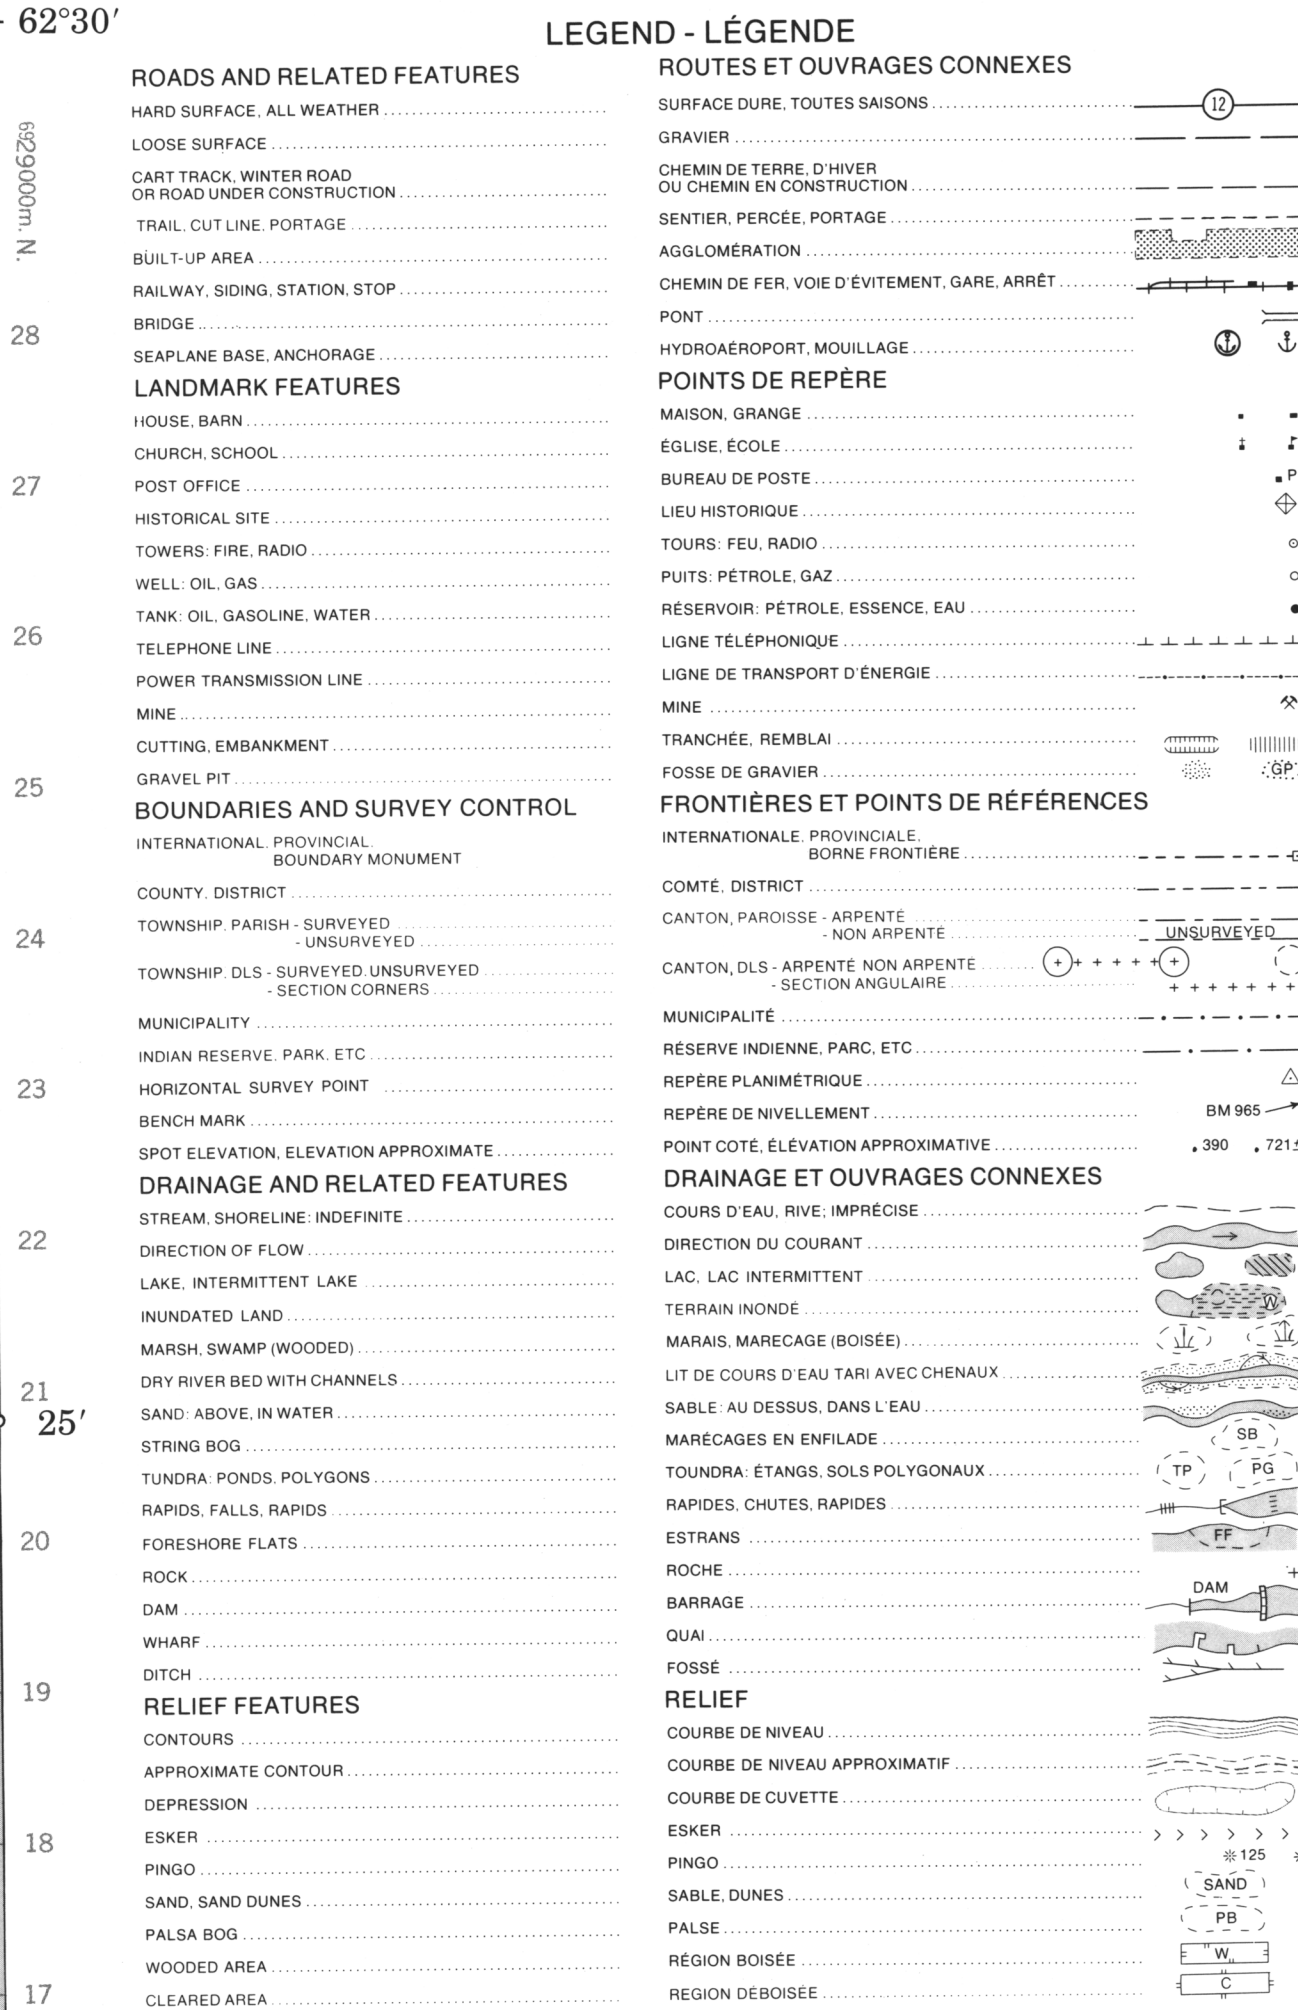 62°30′
LEGEND - LÉGENDE
ROADS AND RELATED FEATURES
HARD SURFACE, ALL WEATHER
LOOSE SURFACE
CART TRACK, WINTER ROAD
OR ROAD UNDER CONSTRUCTION
TRAIL, CUT LINE, PORTAGE
BUILT-UP AREA
RAILWAY, SIDING, STATION, STOP
BRIDGE
SEAPLANE BASE, ANCHORAGE
LANDMARK FEATURES
HOUSE, BARN
CHURCH, SCHOOL
POST OFFICE
HISTORICAL SITE
TOWERS: FIRE, RADIO
WELL: OIL, GAS
TANK: OIL, GASOLINE, WATER
TELEPHONE LINE
POWER TRANSMISSION LINE
MINE
CUTTING, EMBANKMENT
GRAVEL PIT
BOUNDARIES AND SURVEY CONTROL
INTERNATIONAL, PROVINCIAL,
BOUNDARY MONUMENT
COUNTY, DISTRICT
TOWNSHIP, PARISH - SURVEYED
- UNSURVEYED
TOWNSHIP, DLS - SURVEYED, UNSURVEYED
- SECTION CORNERS
MUNICIPALITY
INDIAN RESERVE, PARK, ETC
HORIZONTAL SURVEY POINT
BENCH MARK
SPOT ELEVATION, ELEVATION APPROXIMATE
DRAINAGE AND RELATED FEATURES
STREAM, SHORELINE: INDEFINITE
DIRECTION OF FLOW
LAKE, INTERMITTENT LAKE
INUNDATED LAND
MARSH, SWAMP (WOODED)
DRY RIVER BED WITH CHANNELS
SAND: ABOVE, IN WATER
STRING BOG
TUNDRA: PONDS, POLYGONS
RAPIDS, FALLS, RAPIDS
FORESHORE FLATS
ROCK
DAM
WHARF
DITCH
RELIEF FEATURES
CONTOURS
APPROXIMATE CONTOUR
DEPRESSION
ESKER
PINGO
SAND, SAND DUNES
PALSA BOG
WOODED AREA
CLEARED AREA
ROUTES ET OUVRAGES CONNEXES
SURFACE DURE, TOUTES SAISONS 12
GRAVIER
CHEMIN DE TERRE, D'HIVER
OU CHEMIN EN CONSTRUCTION
SENTIER, PERCÉE, PORTAGE
AGGLOMÉRATION
CHEMIN DE FER, VOIE D'ÉVITEMENT, GARE, ARRÊT
PONT
HYDROAÉROPORT, MOUILLAGE
POINTS DE REPÈRE
MAISON, GRANGE
ÉGLISE, ÉCOLE
BUREAU DE POSTE P
LIEU HISTORIQUE
TOURS: FEU, RADIO
PUITS: PÉTROLE, GAZ
RÉSERVOIR: PÉTROLE, ESSENCE, EAU
LIGNE TÉLÉPHONIQUE
LIGNE DE TRANSPORT D'ÉNERGIE
MINE
TRANCHÉE, REMBLAI
FOSSE DE GRAVIER GP
FRONTIÈRES ET POINTS DE RÉFÉRENCES
INTERNATIONALE, PROVINCIALE,
BORNE FRONTIÈRE
COMTÉ, DISTRICT
CANTON, PAROISSE - ARPENTÉ
- NON ARPENTÉ UNSURVEYED
CANTON, DLS - ARPENTÉ NON ARPENTÉ
- SECTION ANGULAIRE
MUNICIPALITÉ
RÉSERVE INDIENNE, PARC, ETC
REPÈRE PLANIMÉTRIQUE
REPÈRE DE NIVELLEMENT BM 965
POINT COTÉ, ÉLÉVATION APPROXIMATIVE .390 .721±
DRAINAGE ET OUVRAGES CONNEXES
COURS D'EAU, RIVE; IMPRÉCISE
DIRECTION DU COURANT
LAC, LAC INTERMITTENT
TERRAIN INONDÉ W
MARAIS, MARECAGE (BOISÉE)
LIT DE COURS D'EAU TARI AVEC CHENAUX
SABLE: AU DESSUS, DANS L'EAU
MARÉCAGES EN ENFILADE SB
TOUNDRA: ÉTANGS, SOLS POLYGONAUX TP PG
RAPIDES, CHUTES, RAPIDES
ESTRANS FF
ROCHE
BARRAGE DAM
QUAI
FOSSÉ
RELIEF
COURBE DE NIVEAU
COURBE DE NIVEAU APPROXIMATIF
COURBE DE CUVETTE
ESKER
PINGO 125
SABLE, DUNES SAND
PALSE PB
RÉGION BOISÉE W
REGION DÉBOISÉE C
6929000m. N.
28
27
26
25
24
23
22
21
25′
20
19
18
17